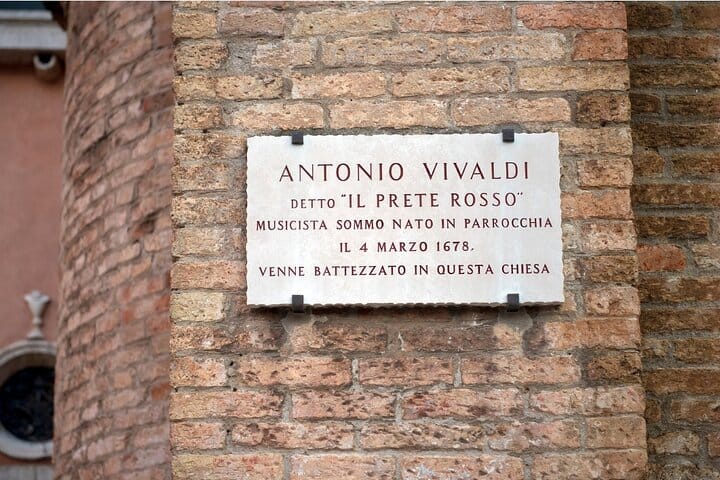 ANTONIO VIVALDI
DETTO "IL PRETE ROSSO"
MUSICISTA SOMMO NATO IN PARROCCHIA
IL 4 MARZO 1678.
VENNE BATTEZZATO IN QUESTA CHIESA